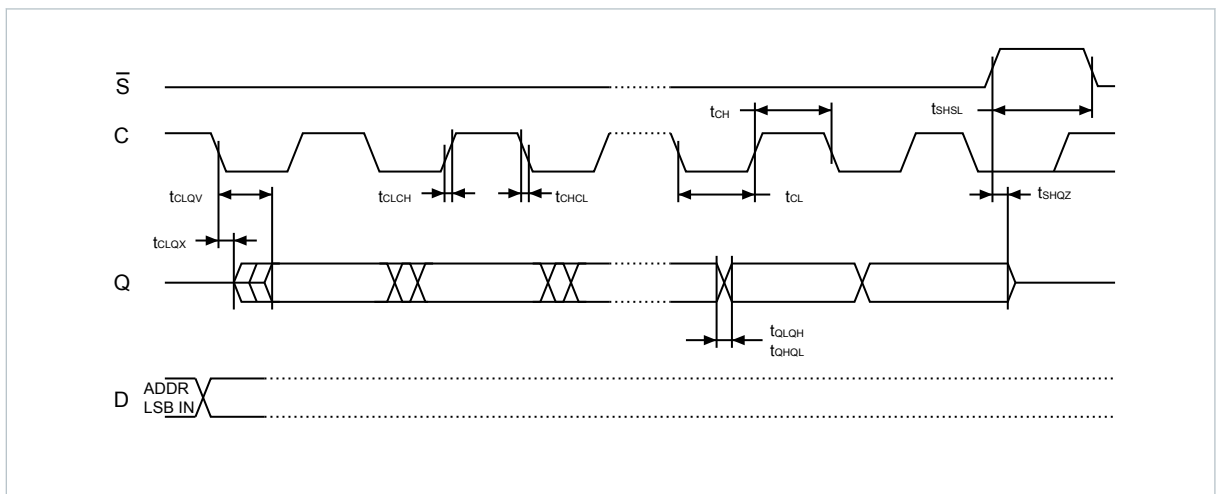 S̅
C
tCH
tSHSL
tCLQV
tCLCH
tCHCL
tCL
tSHQZ
tCLQX
Q
tQLQH
tQHQL
D
ADDR
LSB IN